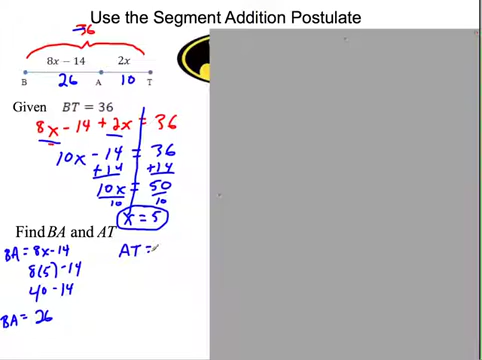 Use the Segment Addition Postulate
=36
8x − 14 2x
26 10
B A T
Given BT = 36
8x - 14 + 2x = 36
10x - 14 = 36
+14 +14
10x = 50
10 10
x = 5
Find BA and AT
BA = 8x - 14
AT =
8(5) - 14
40 - 14
BA = 26